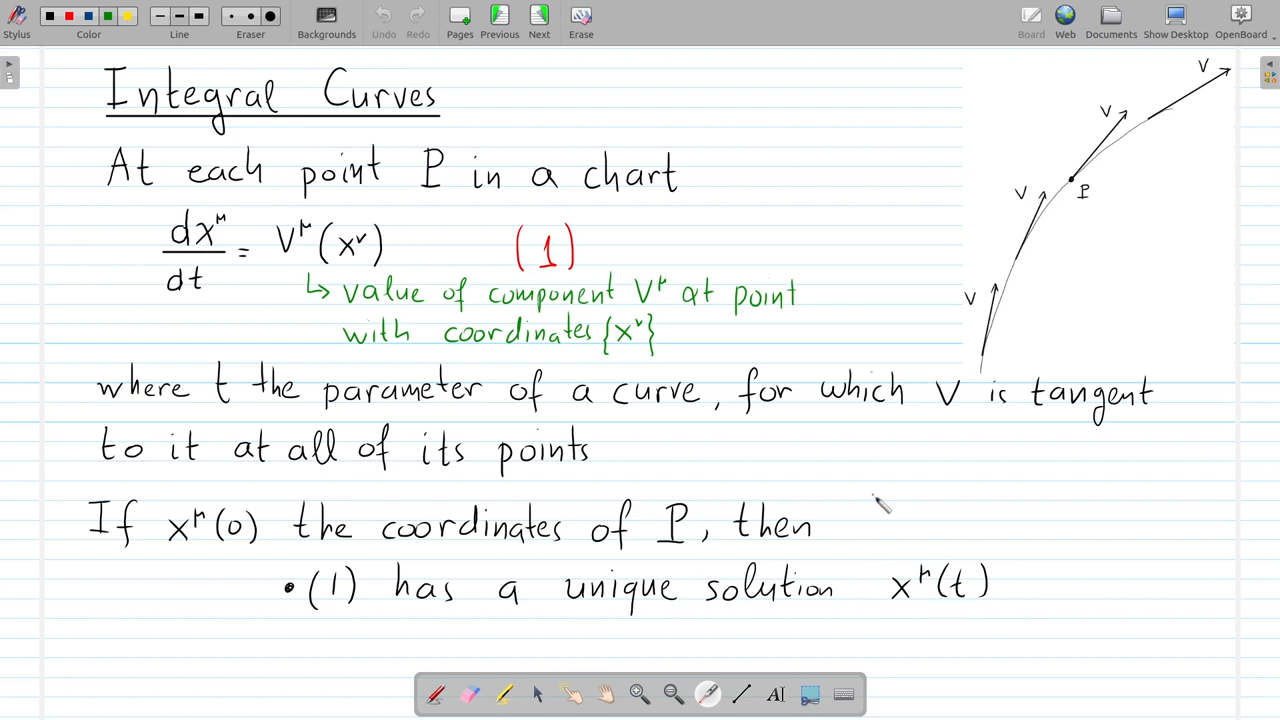 Stylus Color Line Eraser Backgrounds Undo Redo Pages Previous Next Erase Board Web Documents Show Desktop OpenBoard
Integral Curves
At each point P in a chart
dx^μ/dt = V^μ(x^ν) (1)
↳ value of component V^μ at point
with coordinates {x^ν}
where t the parameter of a curve, for which V is tangent
to it at all of its points
If x^μ(0) the coordinates of P, then
• (1) has a unique solution x^μ(t)
V
V
V
P
V